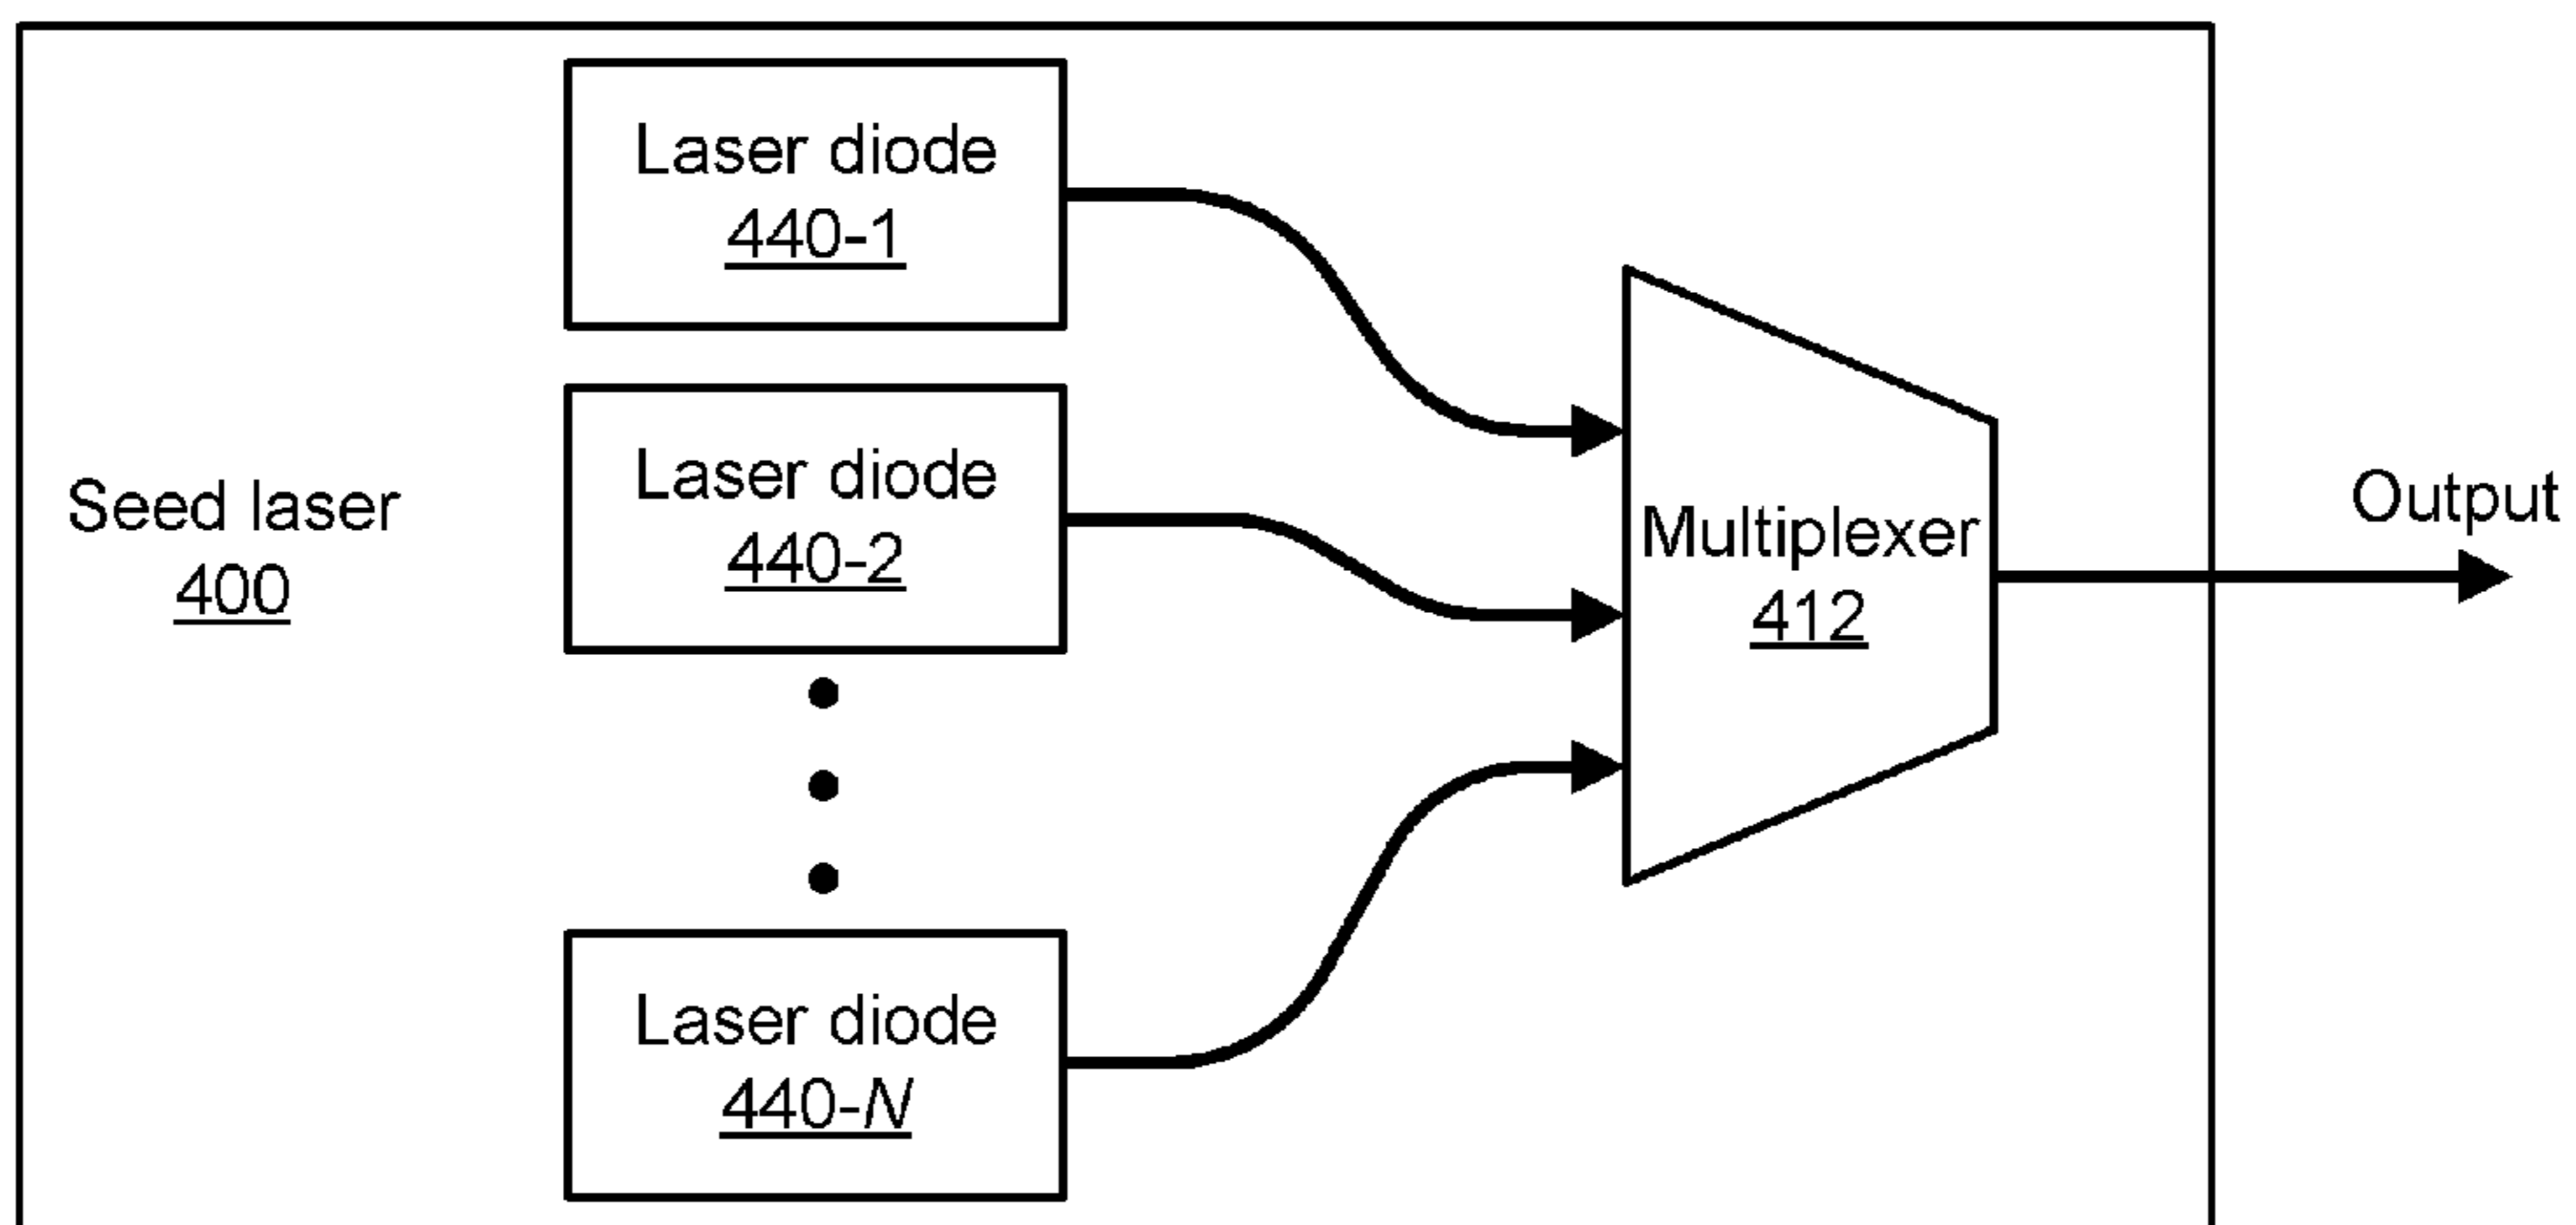 Laser diode
440-1
Laser diode
440-2
Seed laser
400
Multiplexer
412
Output
Laser diode
440-N